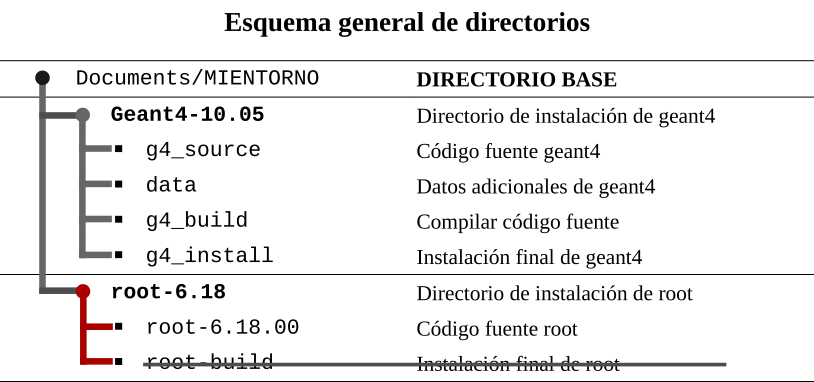 Esquema general de directorios
Documents/MIENTORNO DIRECTORIO BASE
Geant4-10.05 Directorio de instalación de geant4
g4_source Código fuente geant4
data Datos adicionales de geant4
g4_build Compilar código fuente
g4_install Instalación final de geant4
root-6.18 Directorio de instalación de root
root-6.18.00 Código fuente root
root-build Instalación final de root